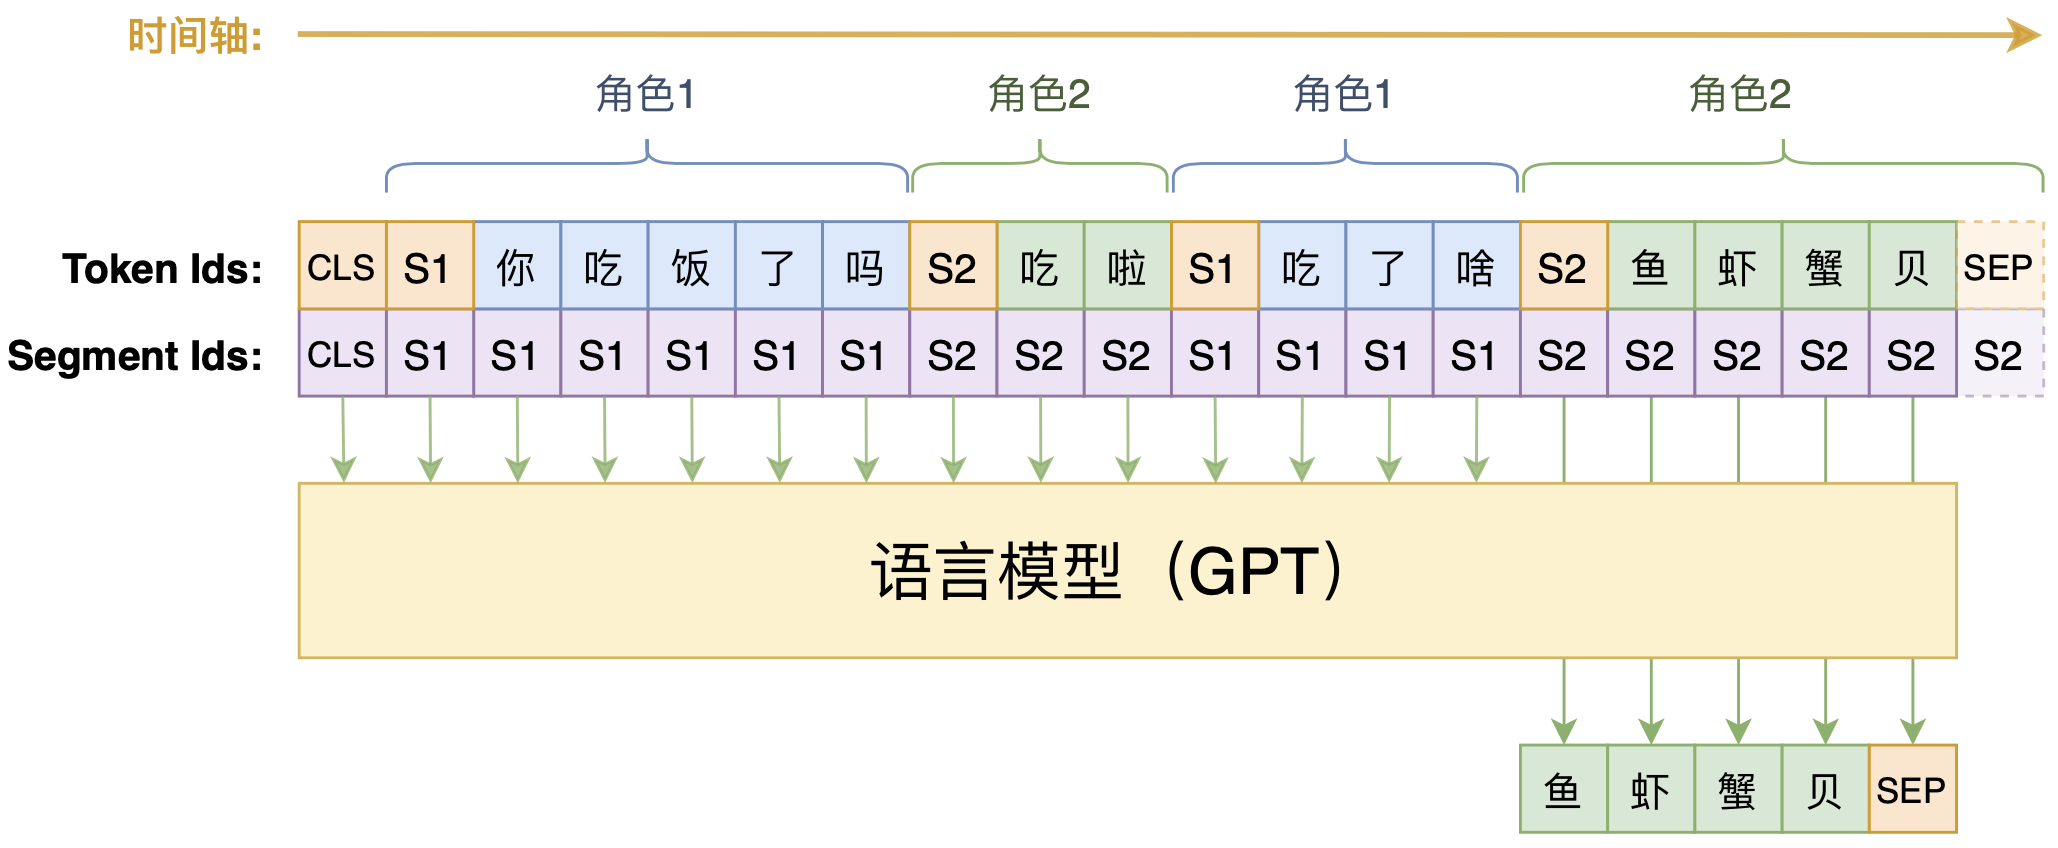 时间轴:
角色1 角色2 角色1 角色2
Token Ids: CLS S1 你 吃 饭 了 吗 S2 吃 啦 S1 吃 了 啥 S2 鱼 虾 蟹 贝 SEP
Segment Ids: CLS S1 S1 S1 S1 S1 S1 S2 S2 S2 S1 S1 S1 S1 S2 S2 S2 S2 S2 S2
语言模型（GPT）
鱼 虾 蟹 贝 SEP